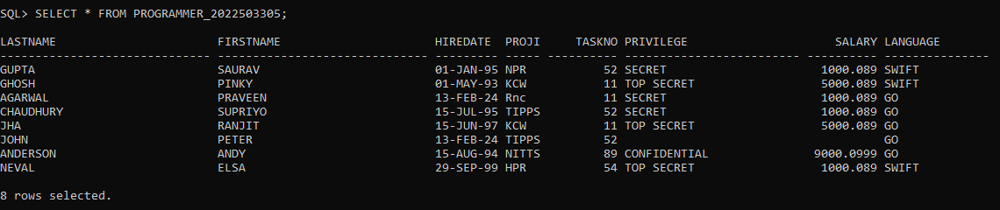 SQL> SELECT * FROM PROGRAMMER_2022503305;
LASTNAME                       FIRSTNAME                      HIREDATE  PROJI     TASKNO PRIVILEGE                     SALARY LANGUAGE
------------------------------ ------------------------------ --------- ----- ---------- ------------------------- ---------- ---------------
GUPTA                          SAURAV                         01-JAN-95 NPR           52 SECRET                      1000.089 SWIFT
GHOSH                          PINKY                          01-MAY-93 KCW           11 TOP SECRET                  5000.089 SWIFT
AGARWAL                        PRAVEEN                        13-FEB-24 Rnc           11 SECRET                      1000.089 GO
CHAUDHURY                      SUPRIYO                        15-JUL-95 TIPPS         52 SECRET                      1000.089 GO
JHA                            RANJIT                         15-JUN-97 KCW           11 TOP SECRET                  5000.089 GO
JOHN                           PETER                          13-FEB-24 TIPPS         52                                      GO
ANDERSON                       ANDY                           15-AUG-94 NITTS         89 CONFIDENTIAL               9000.0999 GO
NEVAL                          ELSA                           29-SEP-99 HPR           54 TOP SECRET                  1000.089 SWIFT
8 rows selected.